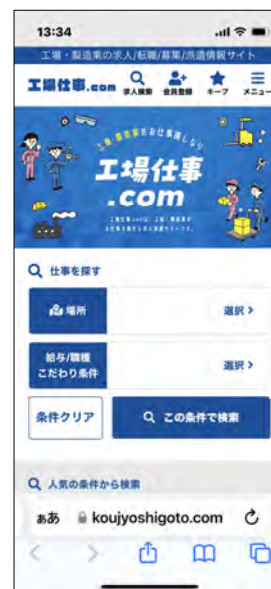 13:34
工場・製造業の求人/転職/募集/派遣情報サイト
工場仕事.com
求人検索 会員登録 キープ メニュー
工場・製造業のお仕事探しなら
工場仕事
.com
仕事を探す
場所 選択 >
給与/職種
こだわり条件 選択 >
条件クリア この条件で検索
人気の条件から検索
ぁあ koujyoshigoto.com